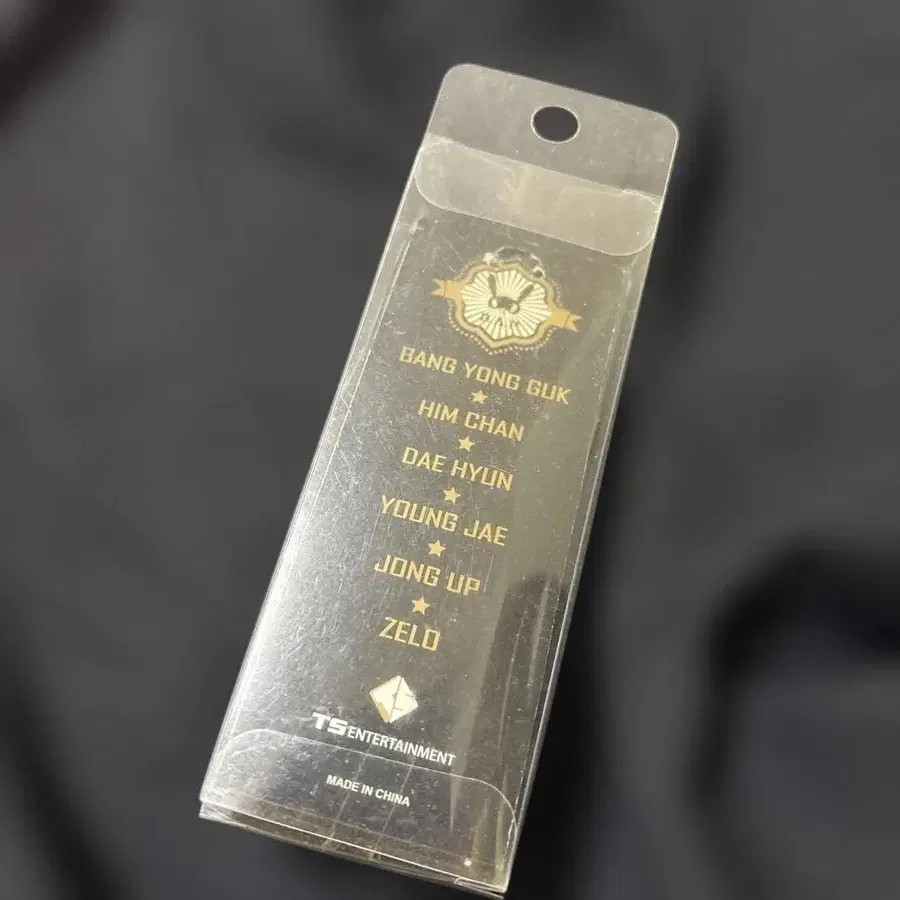 BANG YONG GUK
HIM CHAN
DAE HYUN
YOUNG JAE
JONG UP
ZELO
TS ENTERTAINMENT
MADE IN CHINA